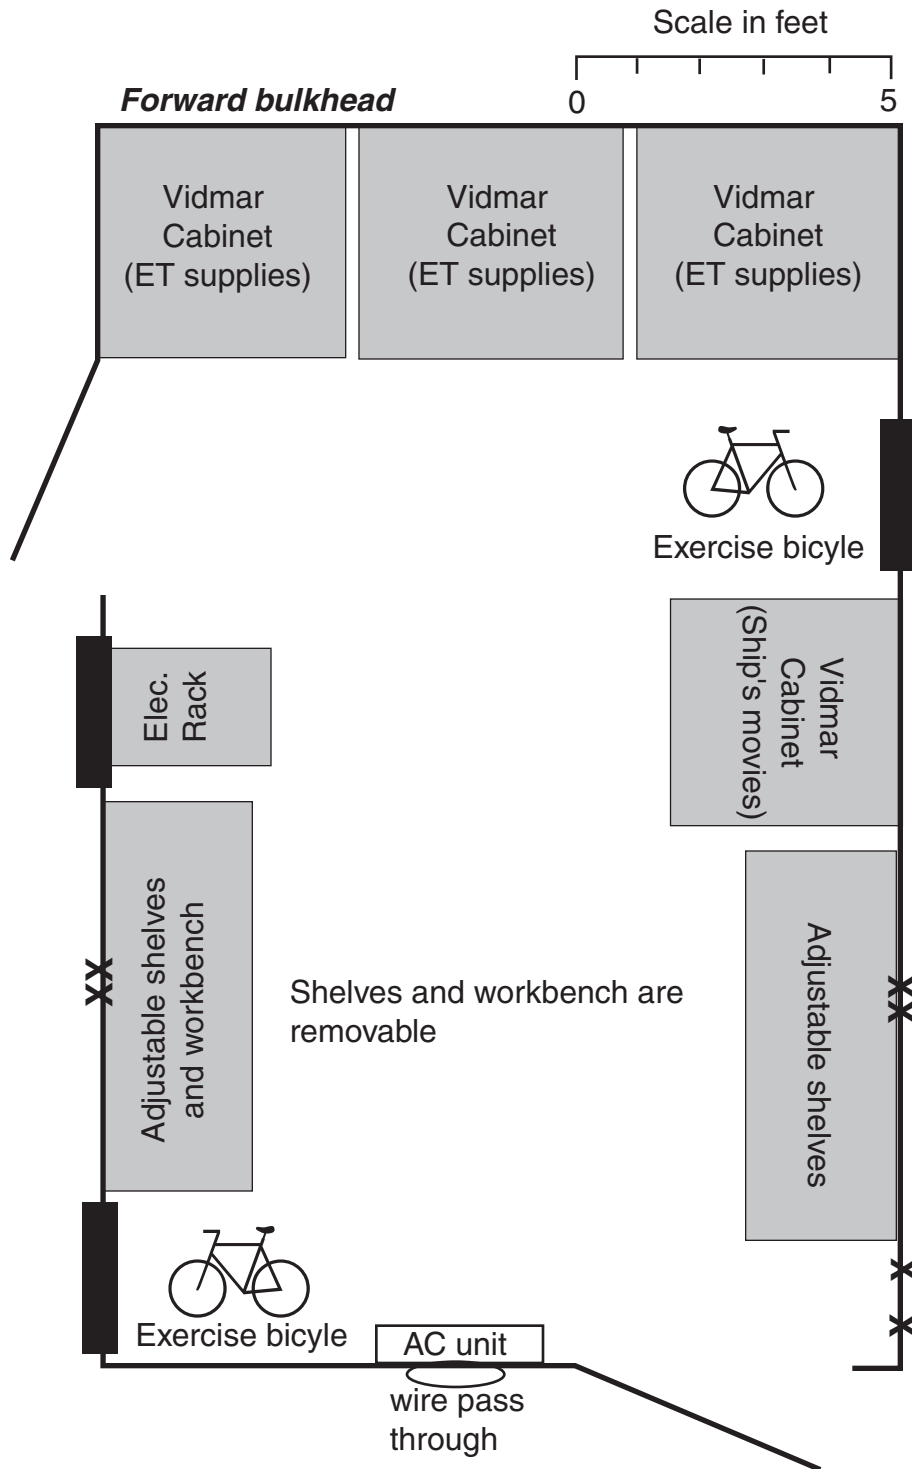 Scale in feet
Forward bulkhead
0
5
Vidmar
Cabinet
(ET supplies)
Vidmar
Cabinet
(ET supplies)
Vidmar
Cabinet
(ET supplies)
Exercise bicyle
Elec.
Rack
Vidmar
Cabinet
(Ship's movies)
Adjustable shelves
and workbench
XX
Shelves and workbench are
removable
Adjustable shelves
XX
X
X
Exercise bicyle
AC unit
wire pass
through